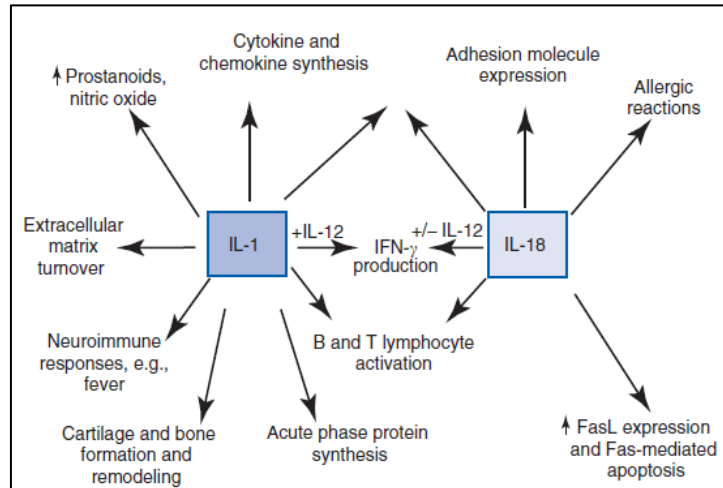 Cytokine and
chemokine synthesis
Adhesion molecule
expression
Prostanoids,
nitric oxide
Allergic
reactions
Extracellular
matrix
turnover
IL-1
+IL-12
IFN-γ
production
+/− IL-12
IL-18
Neuroimmune
responses, e.g.,
fever
B and T lymphocyte
activation
Cartilage and bone
formation and
remodeling
Acute phase protein
synthesis
FasL expression
and Fas-mediated
apoptosis